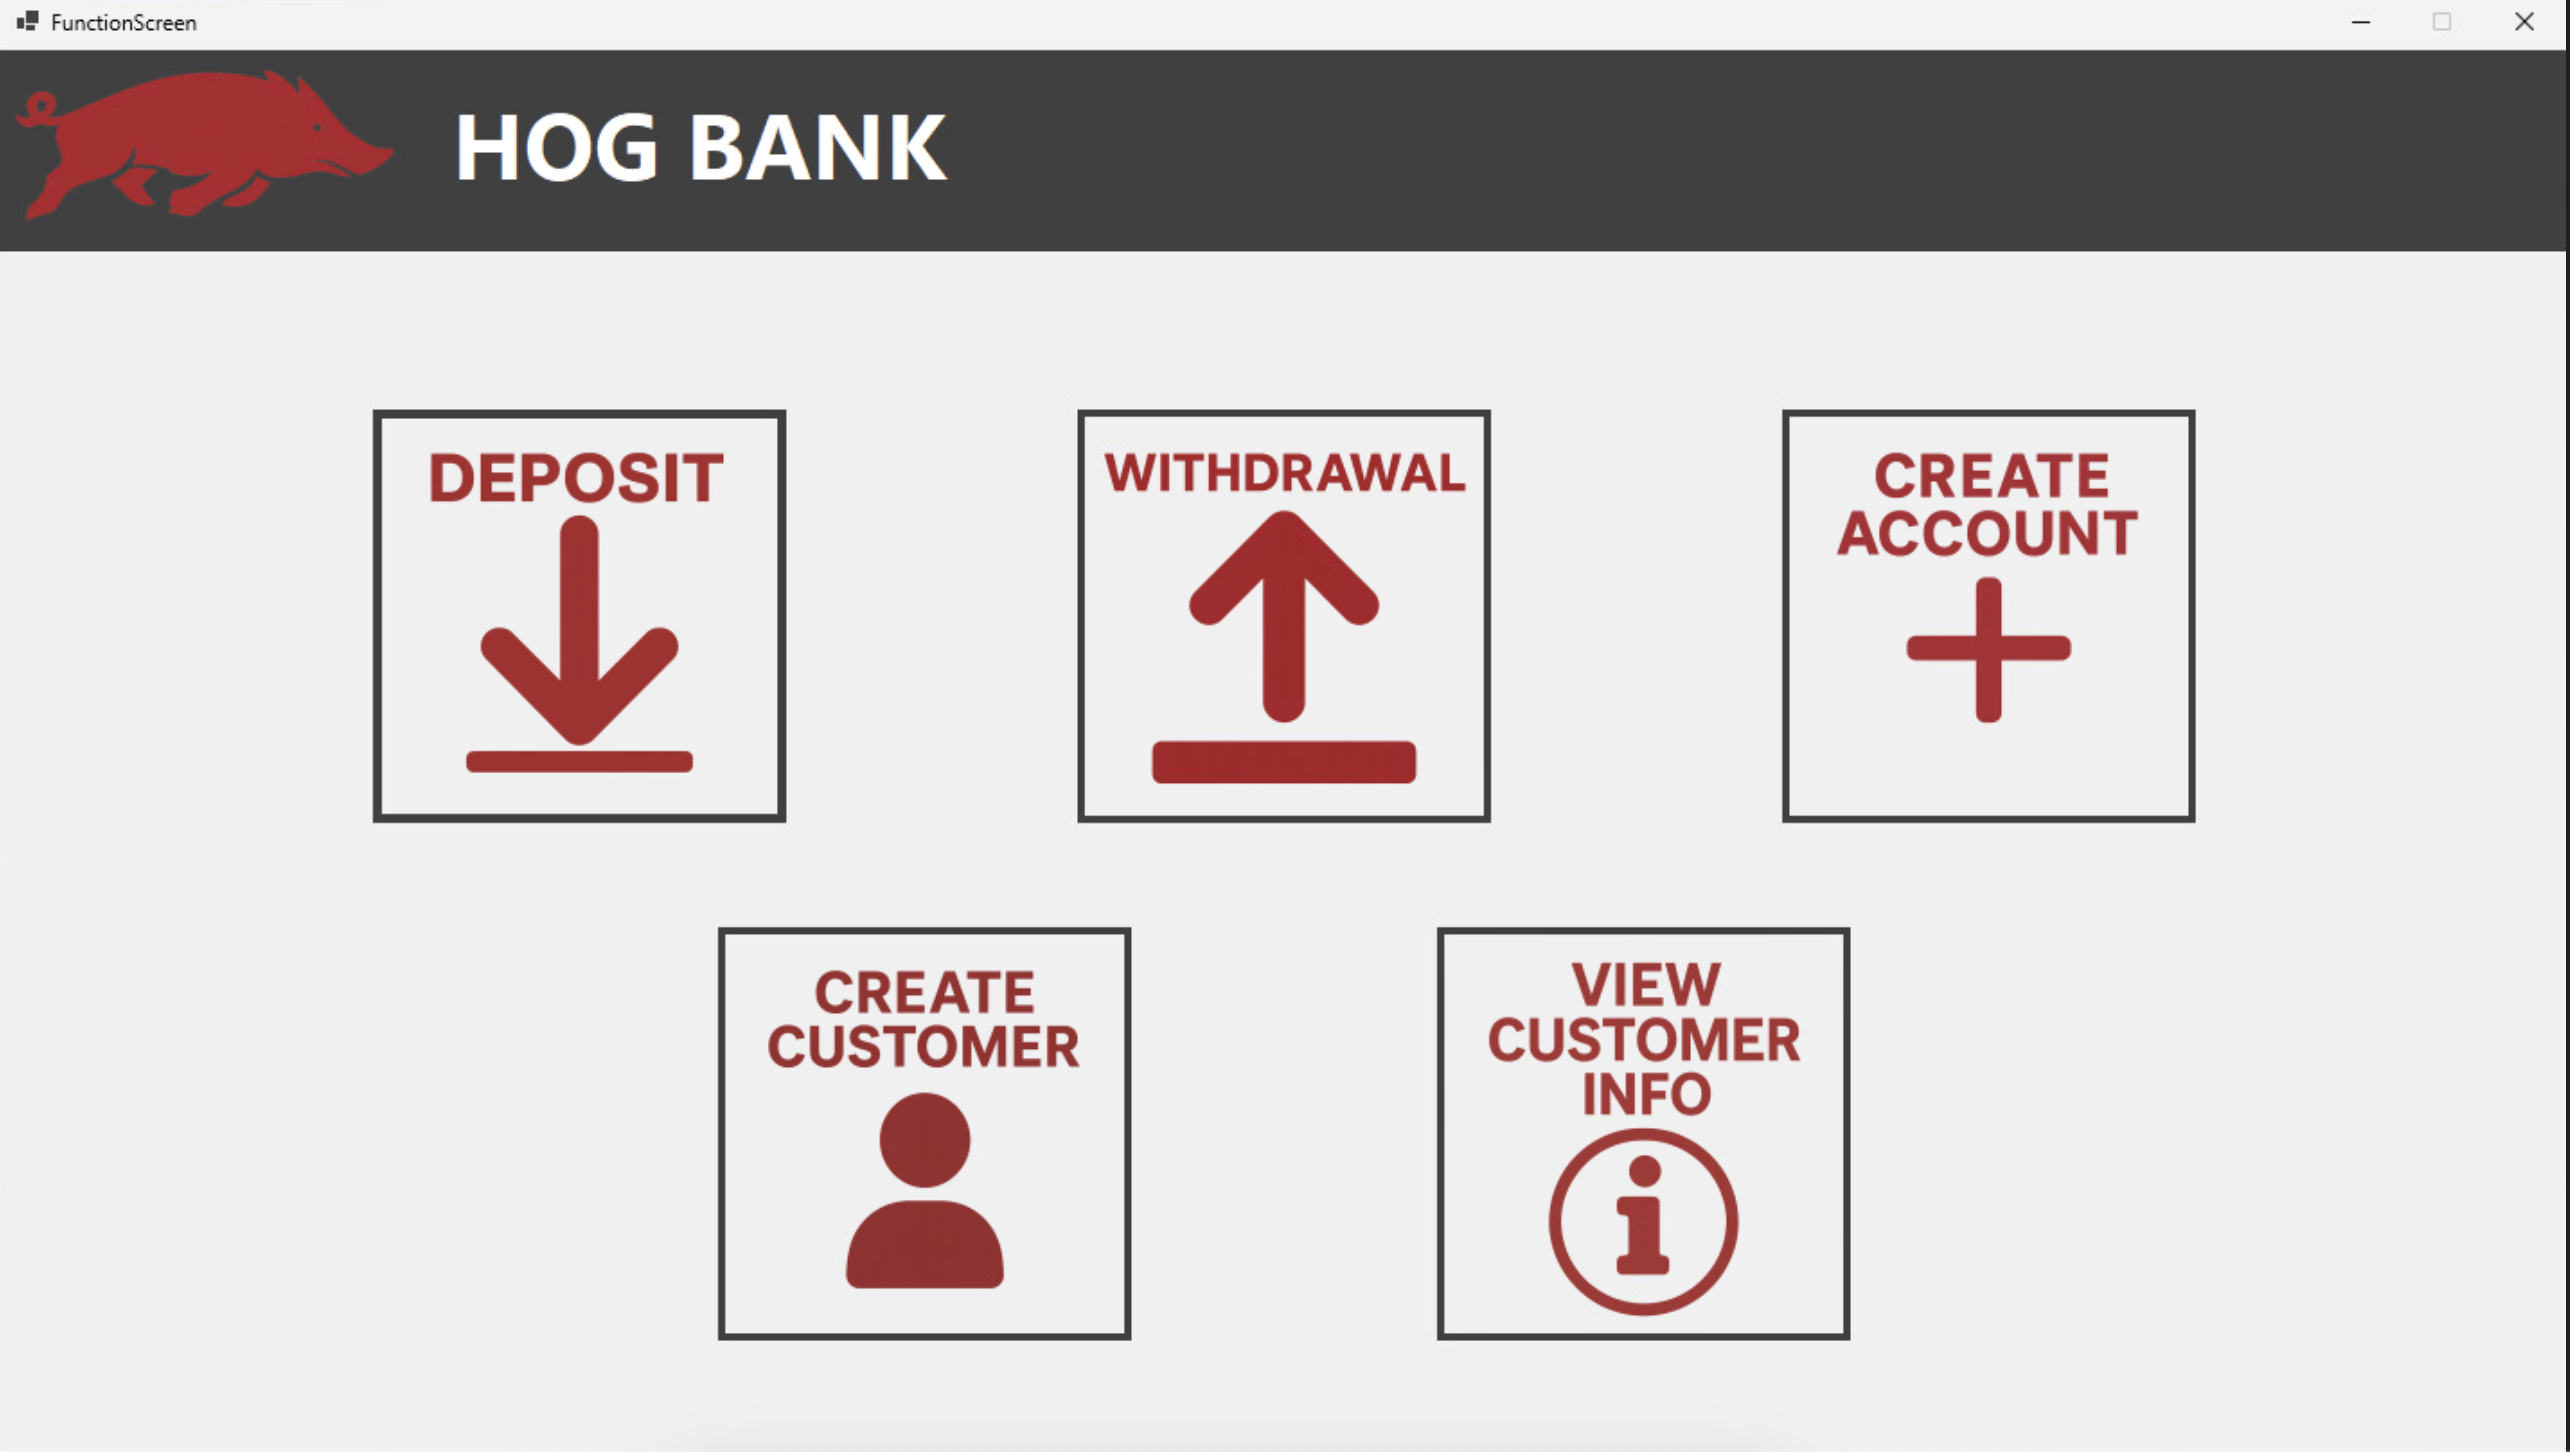 FunctionScreen
HOG BANK
DEPOSIT
WITHDRAWAL
CREATE
ACCOUNT
CREATE
CUSTOMER
VIEW
CUSTOMER
INFO